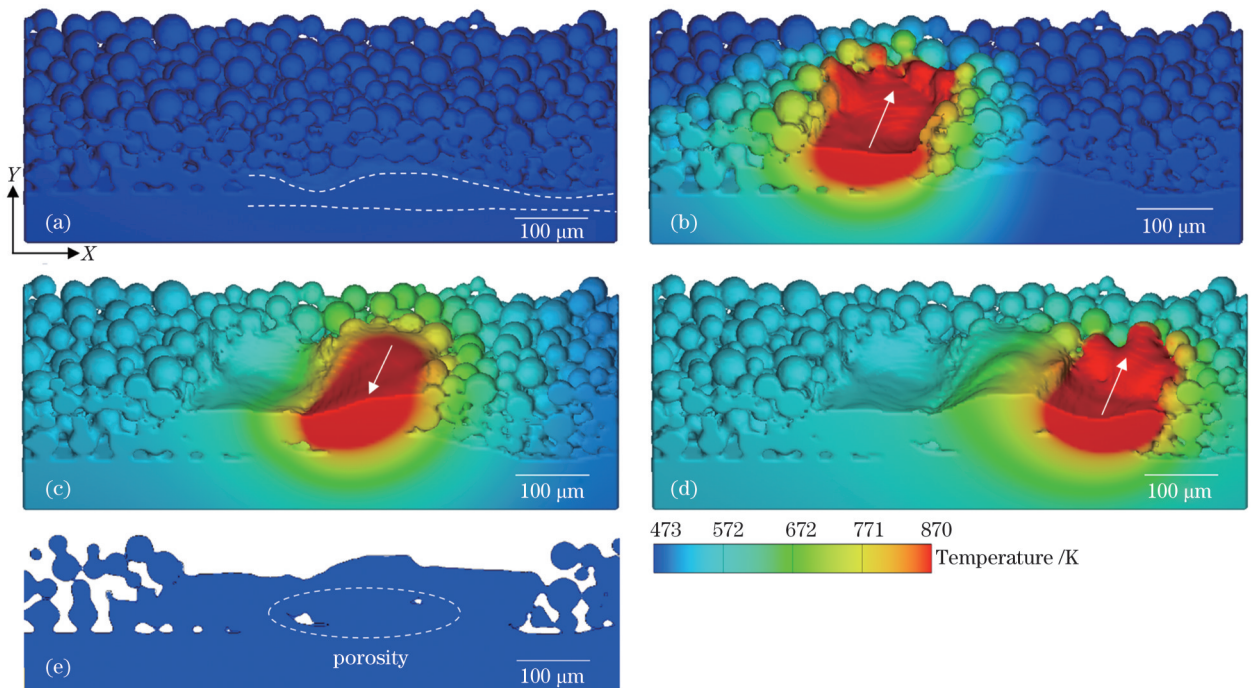 Y
X
(a)
100 μm
(b)
100 μm
(c)
100 μm
(d)
100 μm
473 572 672 771 870
Temperature /K
(e)
porosity
100 μm